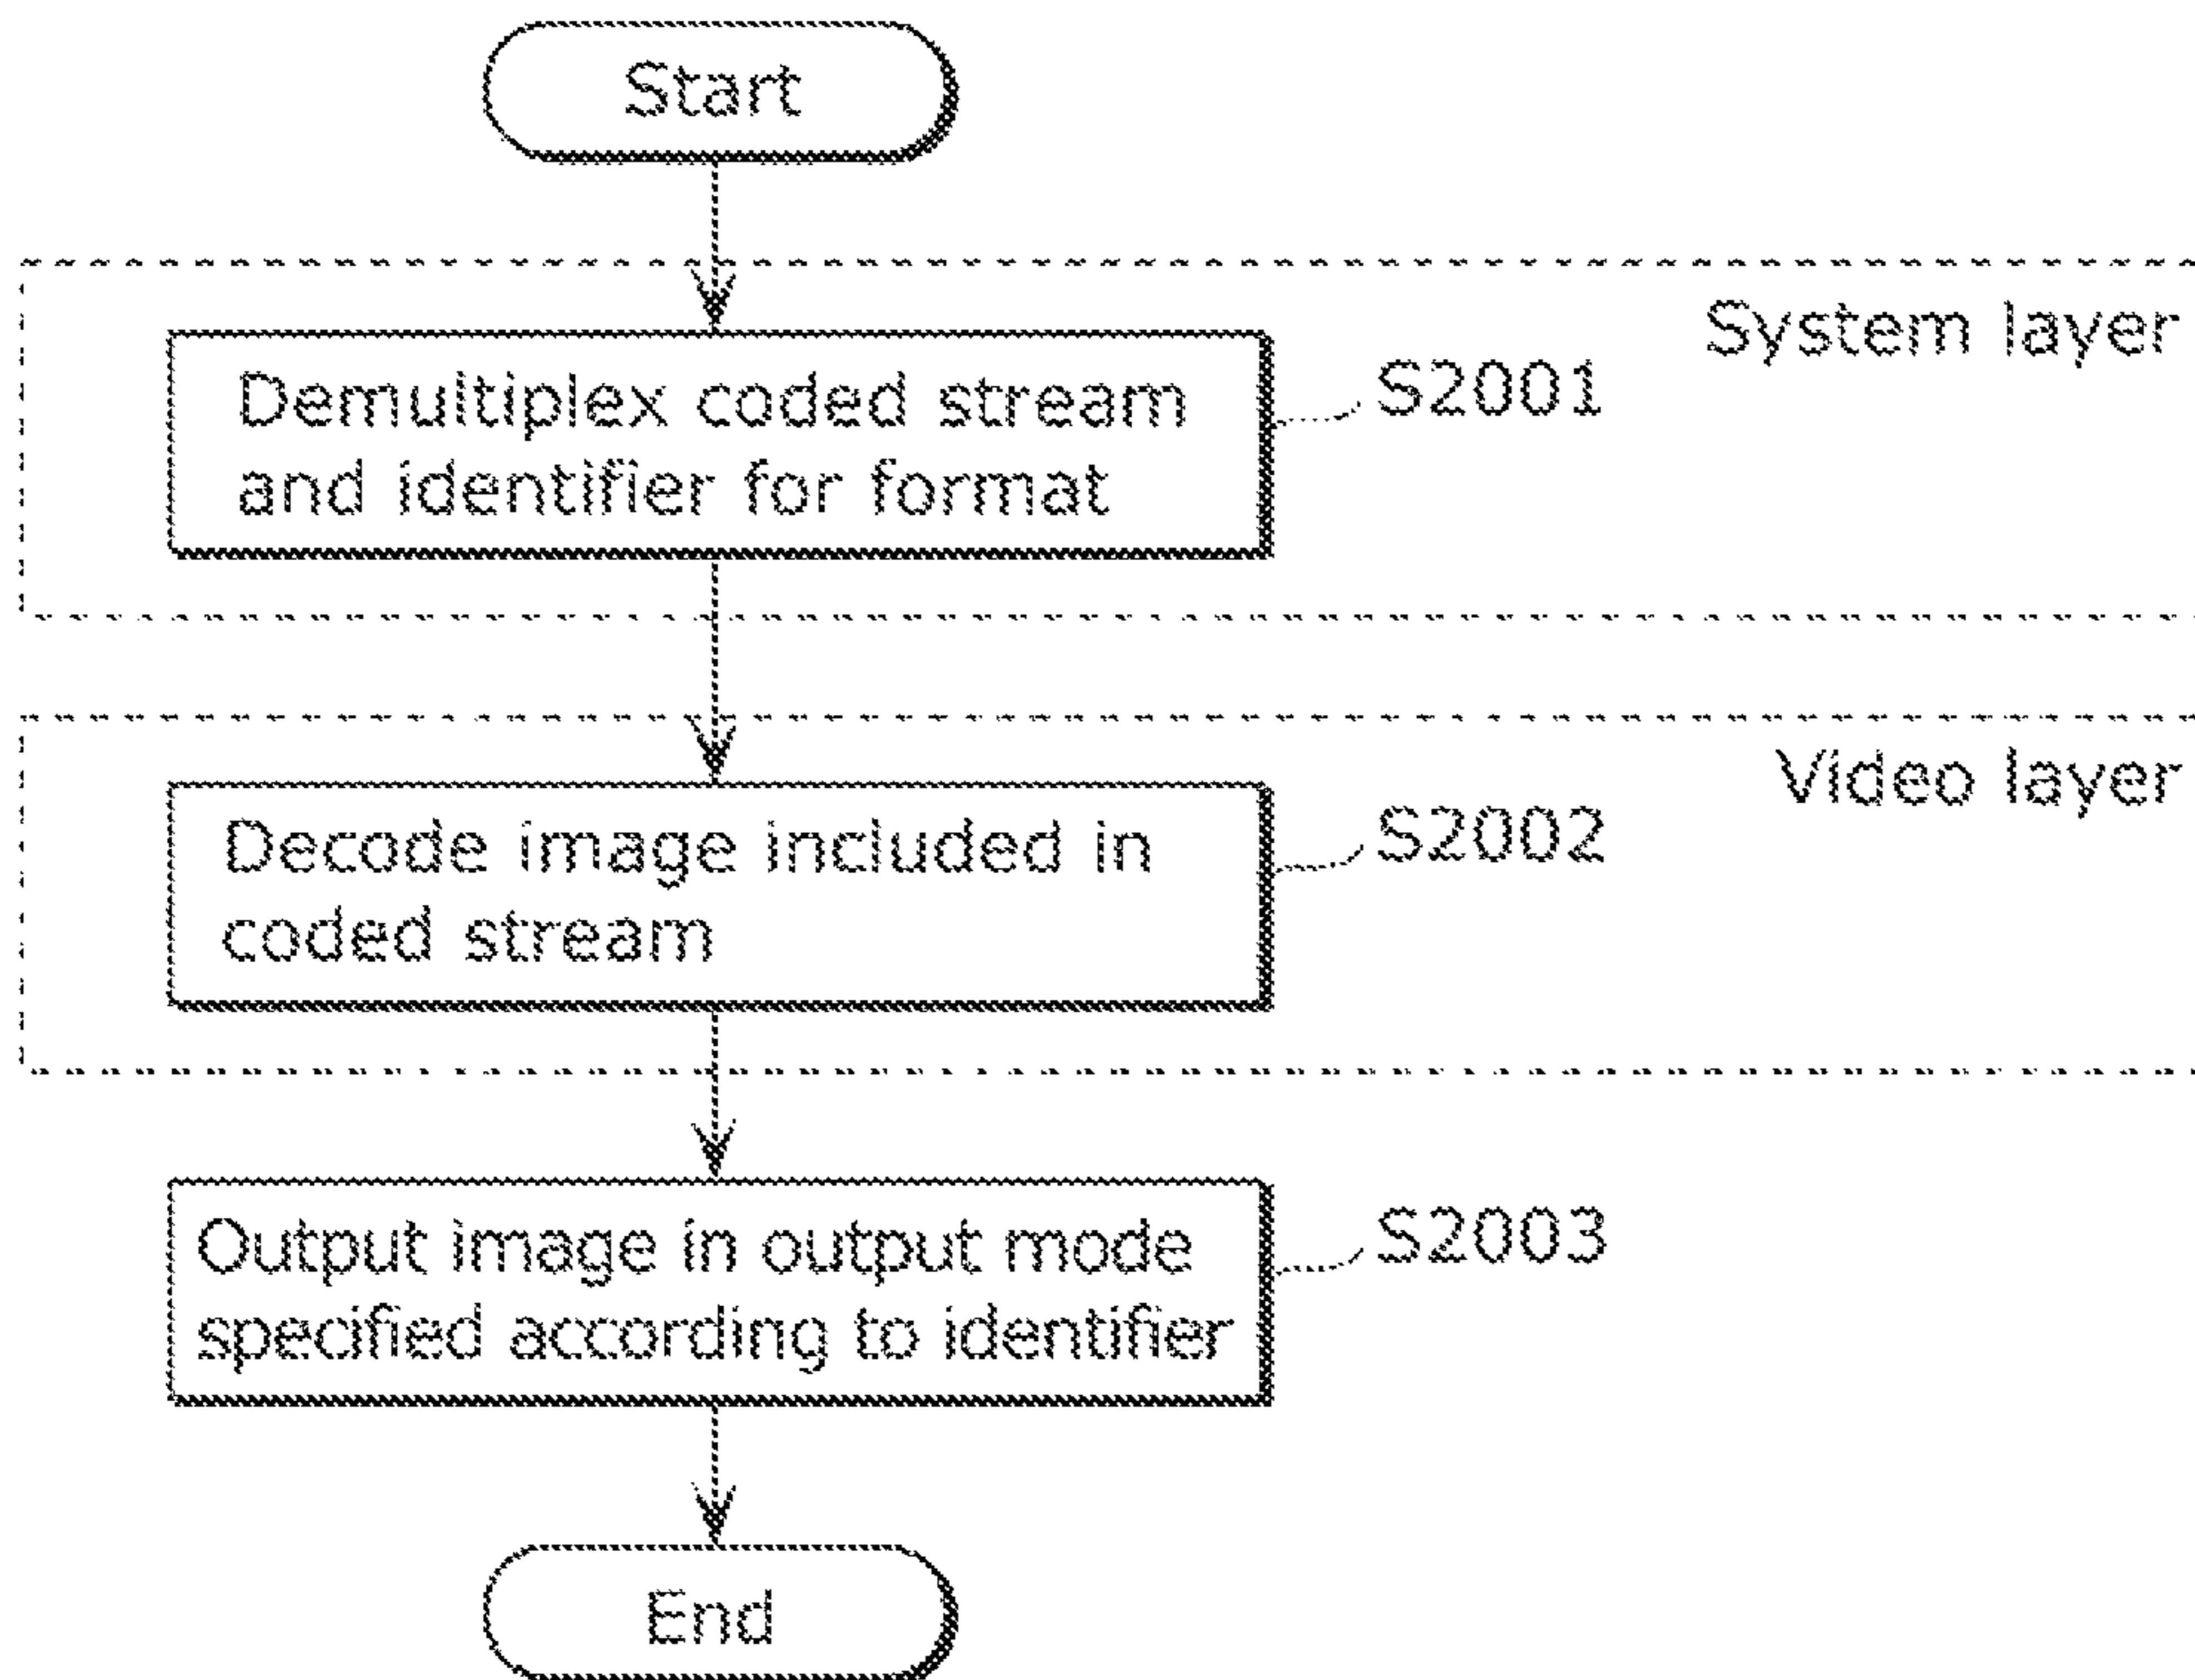 Start
System layer
Demultiplex coded stream
and identifier for format
S2001
Video layer
Decode image included in
coded stream
S2002
Output image in output mode
specified according to identifier
S2003
End